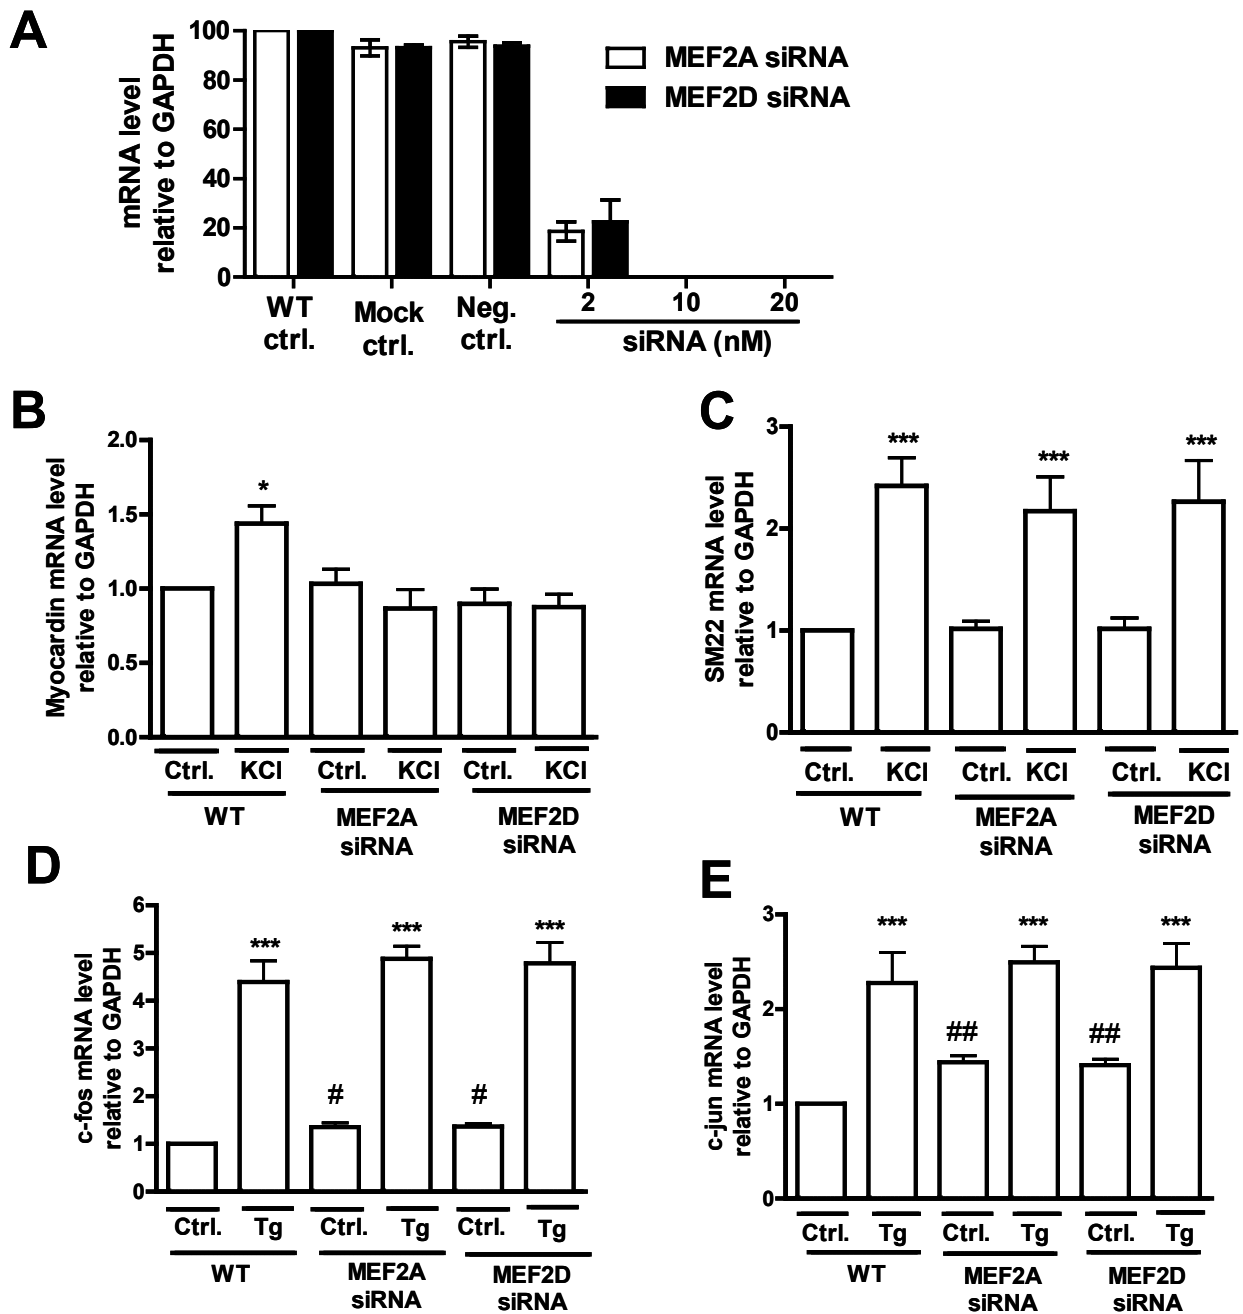 A
mRNA level
relative to GAPDH
100
80
60
40
20
0
MEF2A siRNA
MEF2D siRNA
WT
ctrl.
Mock
ctrl.
Neg.
ctrl.
2
10
20
siRNA (nM)
B
Myocardin mRNA level
relative to GAPDH
2.0
1.5
1.0
0.5
0.0
*
Ctrl.
KCl
Ctrl.
KCl
Ctrl.
KCl
WT
MEF2A
siRNA
MEF2D
siRNA
C
SM22 mRNA level
relative to GAPDH
3
2
1
0
***
***
***
Ctrl.
KCl
Ctrl.
KCl
Ctrl.
KCl
WT
MEF2A
siRNA
MEF2D
siRNA
D
c-fos mRNA level
relative to GAPDH
6
5
4
3
2
1
0
***
#
***
#
***
Ctrl.
Tg
Ctrl.
Tg
Ctrl.
Tg
WT
MEF2A
siRNA
MEF2D
siRNA
E
c-jun mRNA level
relative to GAPDH
3
2
1
0
***
##
***
##
***
Ctrl.
Tg
Ctrl.
Tg
Ctrl.
Tg
WT
MEF2A
siRNA
MEF2D
siRNA